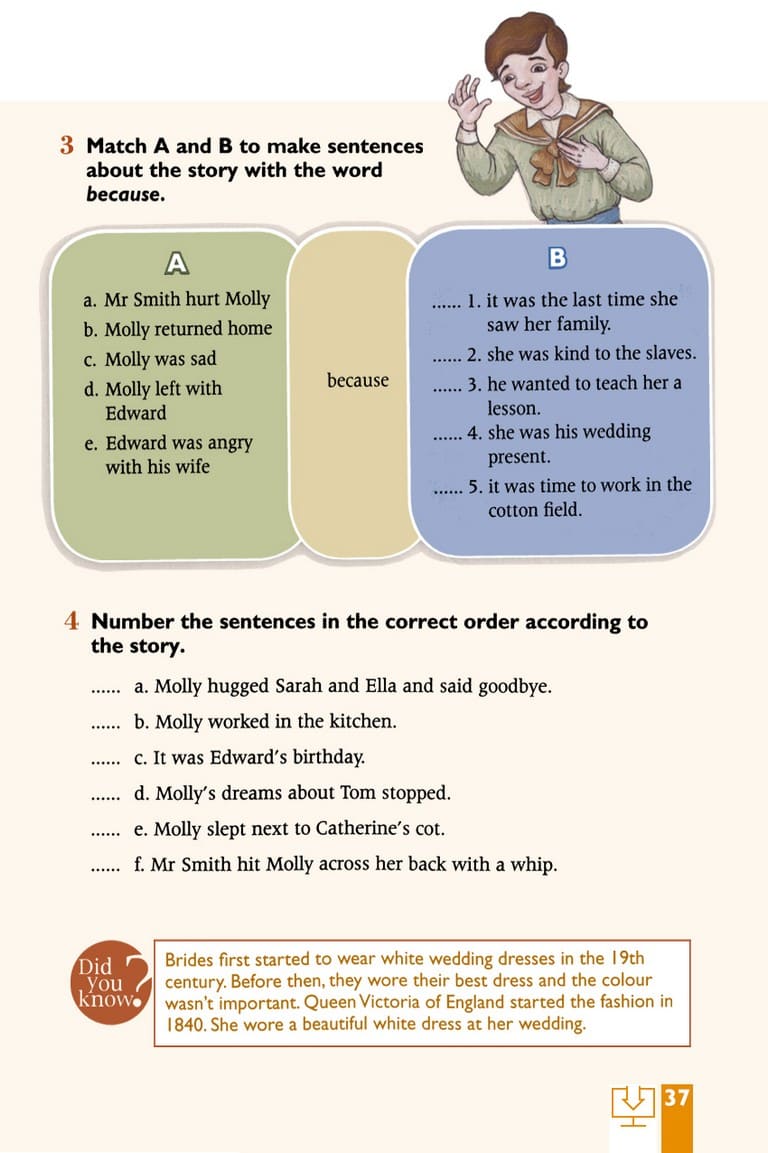 3 Match A and B to make sentences
about the story with the word
because.
A
a. Mr Smith hurt Molly
b. Molly returned home
c. Molly was sad
d. Molly left with
Edward
e. Edward was angry
with his wife
because
B
...... 1. it was the last time she
saw her family.
...... 2. she was kind to the slaves.
...... 3. he wanted to teach her a
lesson.
...... 4. she was his wedding
present.
...... 5. it was time to work in the
cotton field.
4 Number the sentences in the correct order according to
the story.
...... a. Molly hugged Sarah and Ella and said goodbye.
...... b. Molly worked in the kitchen.
...... c. It was Edward's birthday.
...... d. Molly's dreams about Tom stopped.
...... e. Molly slept next to Catherine's cot.
...... f. Mr Smith hit Molly across her back with a whip.
Did
you
know?
Brides first started to wear white wedding dresses in the 19th
century. Before then, they wore their best dress and the colour
wasn't important. Queen Victoria of England started the fashion in
1840. She wore a beautiful white dress at her wedding.
37